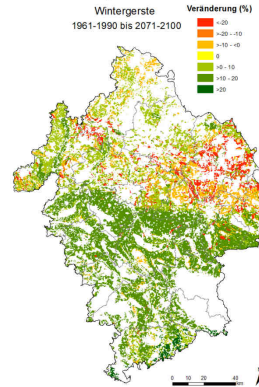 Wintergerste
1961-1990 bis 2071-2100
Veränderung (%)
<-20
>-20 - -10
>-10 - <0
0
>0 - 10
>10 - 20
>20
0 10 20 40
km